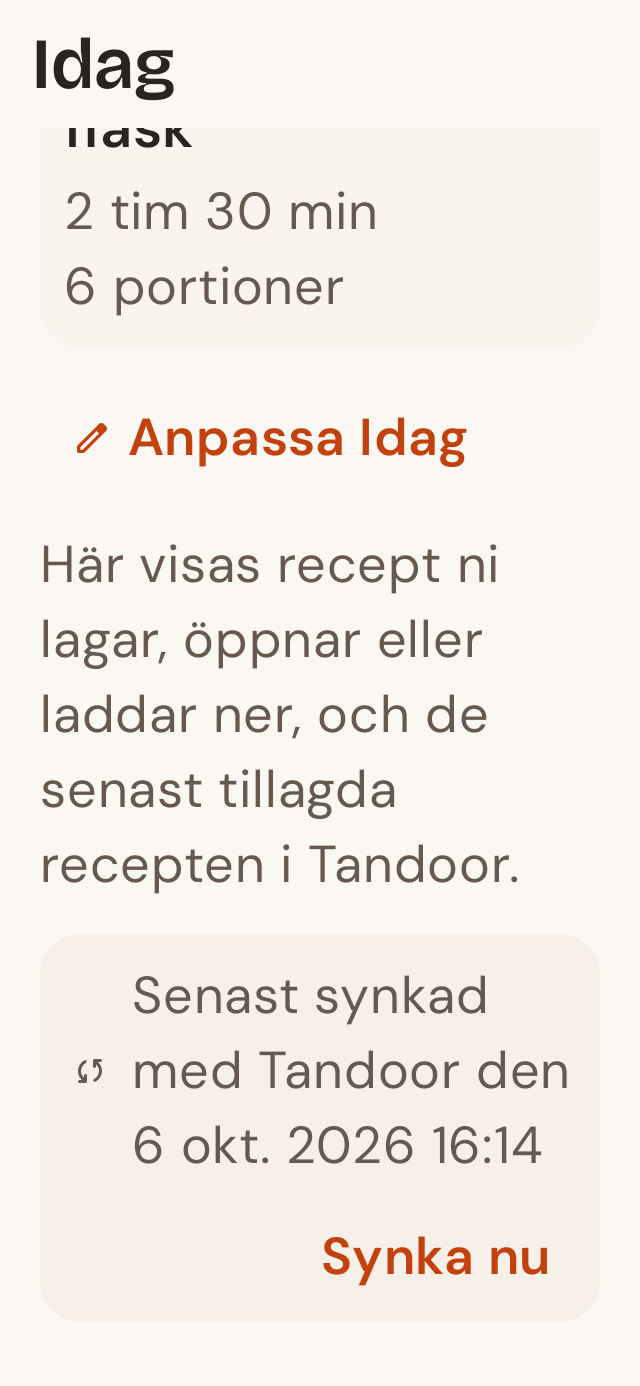 Idag
2 tim 30 min
6 portioner
Anpassa Idag
Här visas recept ni
lagar, öppnar eller
laddar ner, och de
senast tillagda
recepten i Tandoor.
Senast synkad
med Tandoor den
6 okt. 2026 16:14
Synka nu